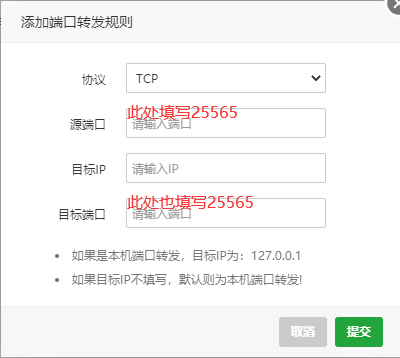 添加端口转发规则
协议
TCP
此处填写25565
源端口
请输入端口
目标IP
请输入IP
此处也填写25565
目标端口
请输入端口
• 如果是本机端口转发，目标IP为：127.0.0.1
• 如果目标IP不填写，默认则为本机端口转发!
取消
提交